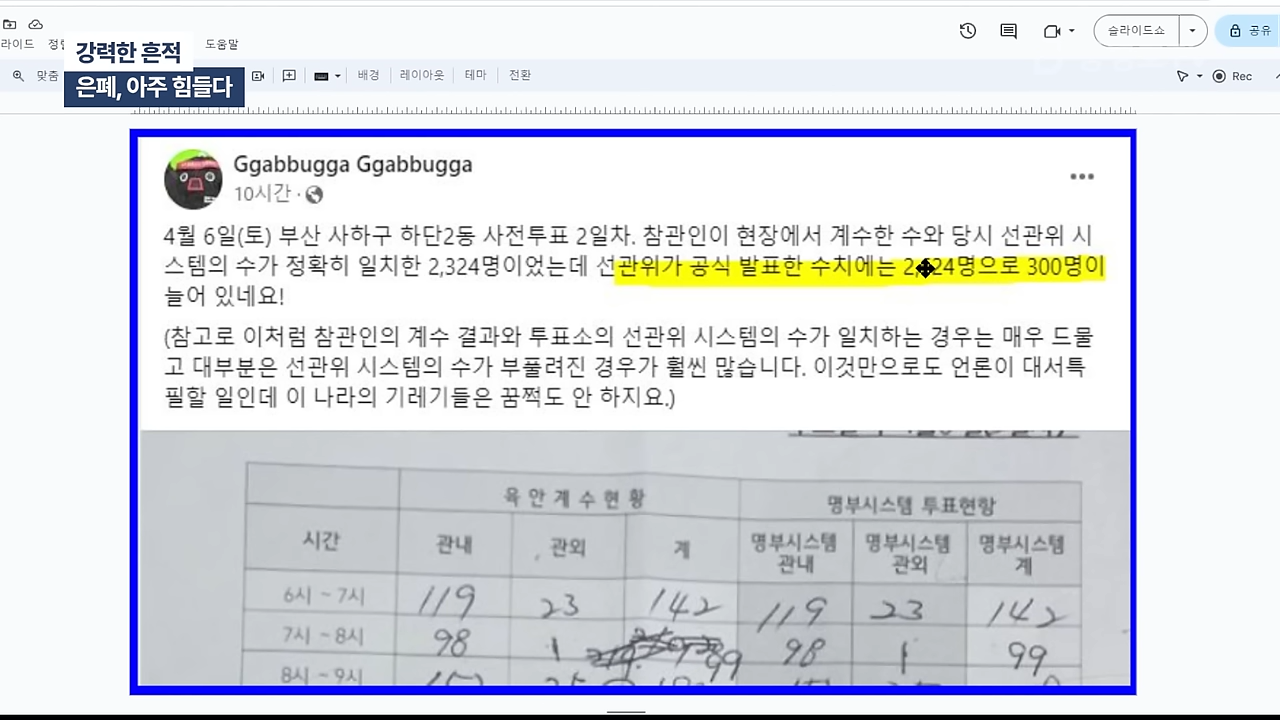 라이드
도움말
강력한 흔적
은폐, 아주 힘들다
슬라이드쇼
공유
맞춤
배경
레이아웃
테마
전환
Rec
Ggabbugga Ggabbugga
10시간 ·
4월 6일(토) 부산 사하구 하단2동 사전투표 2일차. 참관인이 현장에서 계수한 수와 당시 선관위 시
스템의 수가 정확히 일치한 2,324명이었는데 선관위가 공식 발표한 수치에는 24명으로 300명이
늘어 있네요!
(참고로 이처럼 참관인의 계수 결과와 투표소의 선관위 시스템의 수가 일치하는 경우는 매우 드물
고 대부분은 선관위 시스템의 수가 부풀려진 경우가 훨씬 많습니다. 이것만으로도 언론이 대서특
필할 일인데 이 나라의 기레기들은 꿈쩍도 안 하지요.)
육안계수현황 명부시스템 투표현황
시간 관내 관외 계 명부시스템 관내 명부시스템 관외 명부시스템 계
6시 ~ 7시 119 23 142 119 23 142
7시 ~ 8시 98 1 99 98 1 99
8시 ~ 9시